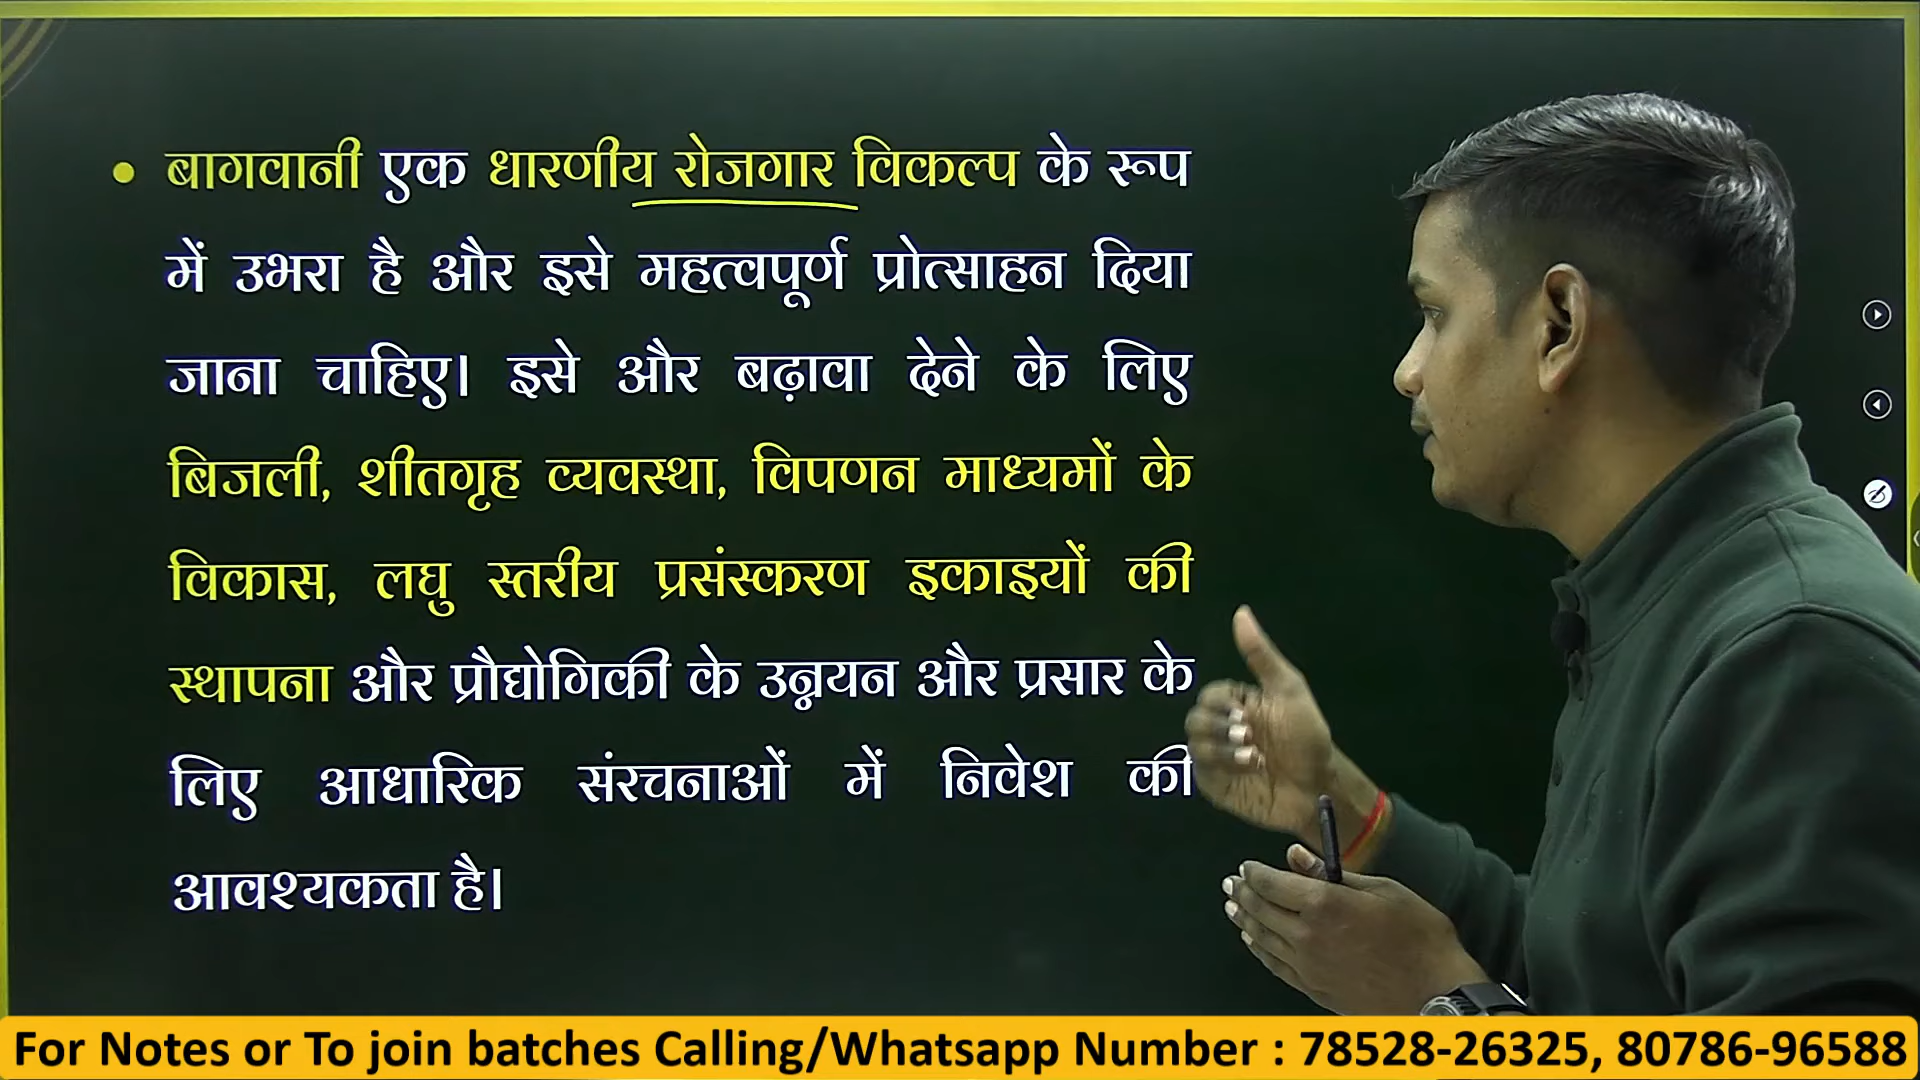 • बागवानी एक धारणीय रोजगार विकल्प के रूप
में उभरा है और इसे महत्वपूर्ण प्रोत्साहन दिया
जाना चाहिए। इसे और बढ़ावा देने के लिए
बिजली, शीतगृह व्यवस्था, विपणन माध्यमों के
विकास, लघु स्तरीय प्रसंस्करण इकाइयों की
स्थापना और प्रौद्योगिकी के उन्नयन और प्रसार के
लिए आधारिक संरचनाओं में निवेश की
आवश्यकता है।
For Notes or To join batches Calling/Whatsapp Number : 78528-26325, 80786-96588